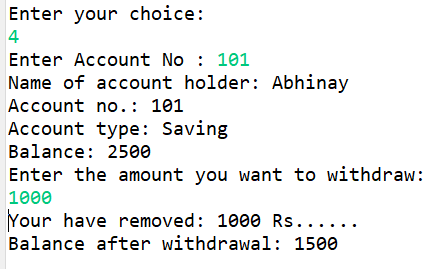 Enter your choice:
4
Enter Account No : 101
Name of account holder: Abhinay
Account no.: 101
Account type: Saving
Balance: 2500
Enter the amount you want to withdraw:
1000
Your have removed: 1000 Rs......
Balance after withdrawal: 1500